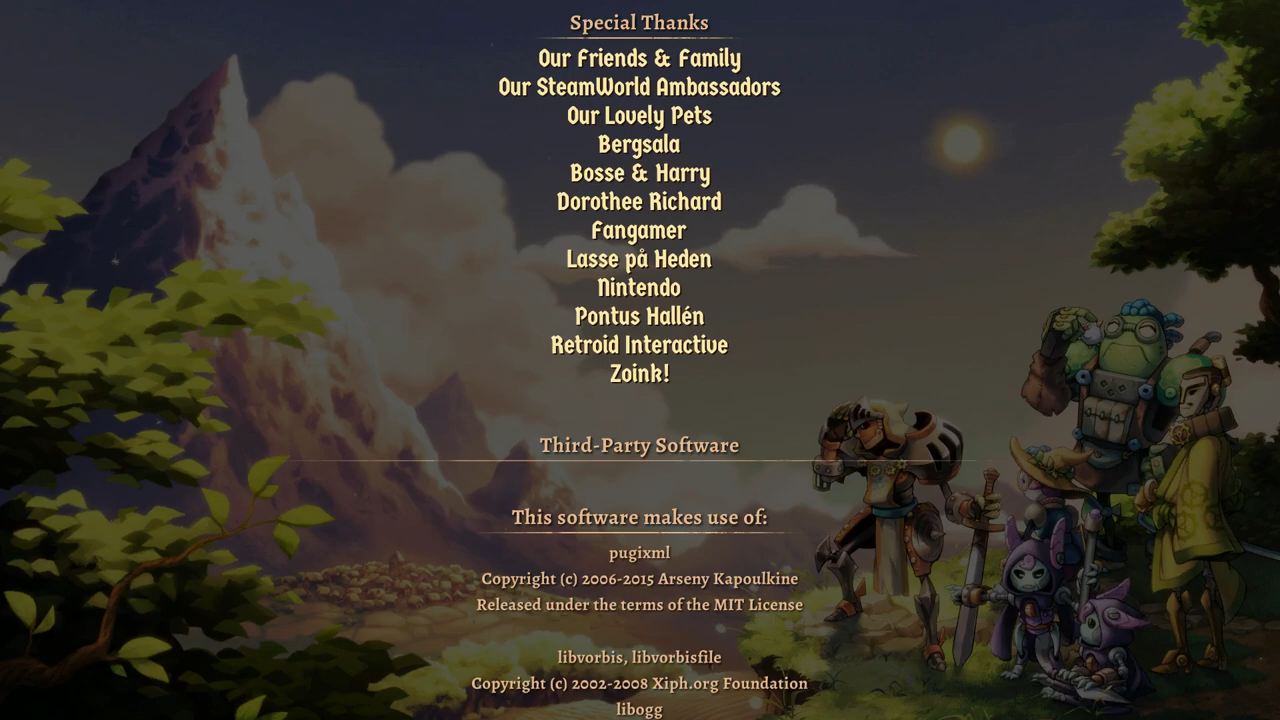 Special Thanks
Our Friends & Family
Our SteamWorld Ambassadors
Our Lovely Pets
Bergsala
Bosse & Harry
Dorothee Richard
Fangamer
Lasse på Heden
Nintendo
Pontus Hallén
Retroid Interactive
Zoink!
Third-Party Software
This software makes use of:
pugixml
Copyright (c) 2006-2015 Arseny Kapoulkine
Released under the terms of the MIT License
libvorbis, libvorbisfile
Copyright (c) 2002-2008 Xiph.org Foundation
libogg